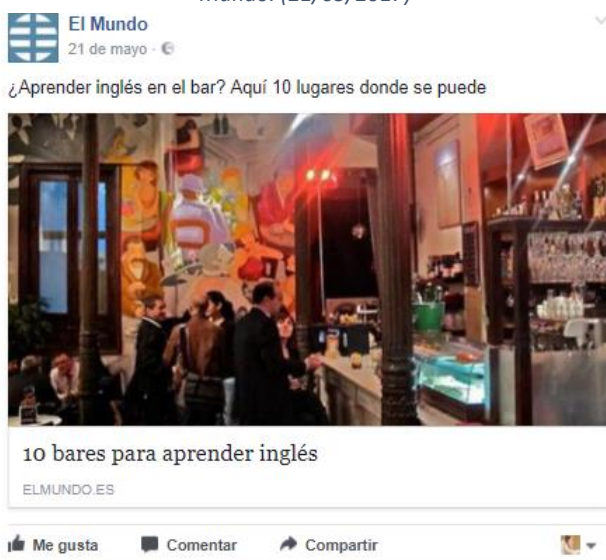 El Mundo
21 de mayo ·
¿Aprender inglés en el bar? Aquí 10 lugares donde se puede
10 bares para aprender inglés
ELMUNDO.ES
Me gusta Comentar Compartir